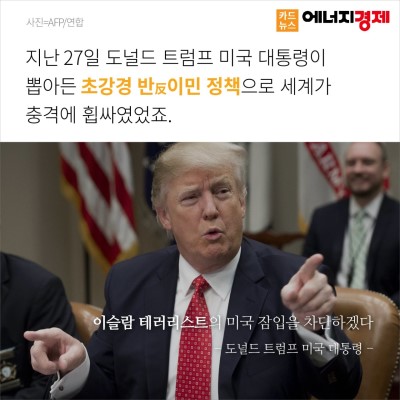 사진=AFP/연합
카드
뉴스
에너지경제
지난 27일 도널드 트럼프 미국 대통령이
뽑아든 초강경 반反이민 정책으로 세계가
충격에 휩싸였었죠.
이슬람 테러리스트의 미국 잠입을 차단하겠다
- 도널드 트럼프 미국 대통령 -